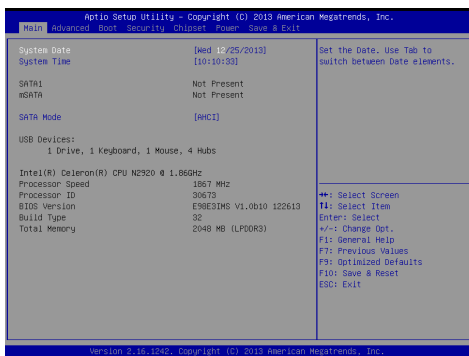 Aptio Setup Utility – Copyright (C) 2013 American Megatrends, Inc.
Main Advanced Boot Security Chipset Power Save & Exit
System Date [Wed 12/25/2013]
System Time [10:10:33]
SATA1 Not Present
mSATA Not Present
SATA Mode [AHCI]
USB Devices:
1 Drive, 1 Keyboard, 1 Mouse, 4 Hubs
Intel(R) Celeron(R) CPU N2920 @ 1.86GHz
Processor Speed 1867 MHz
Processor ID 30673
BIOS Version E98E3IMS V1.0b10 122613
Build Type 32
Total Memory 2048 MB (LPDDR3)
Set the Date. Use Tab to
switch between Date elements.
→←: Select Screen
↑↓: Select Item
Enter: Select
+/-: Change Opt.
F1: General Help
F7: Previous Values
F9: Optimized Defaults
F10: Save & Reset
ESC: Exit
Version 2.16.1242. Copyright (C) 2013 American Megatrends, Inc.